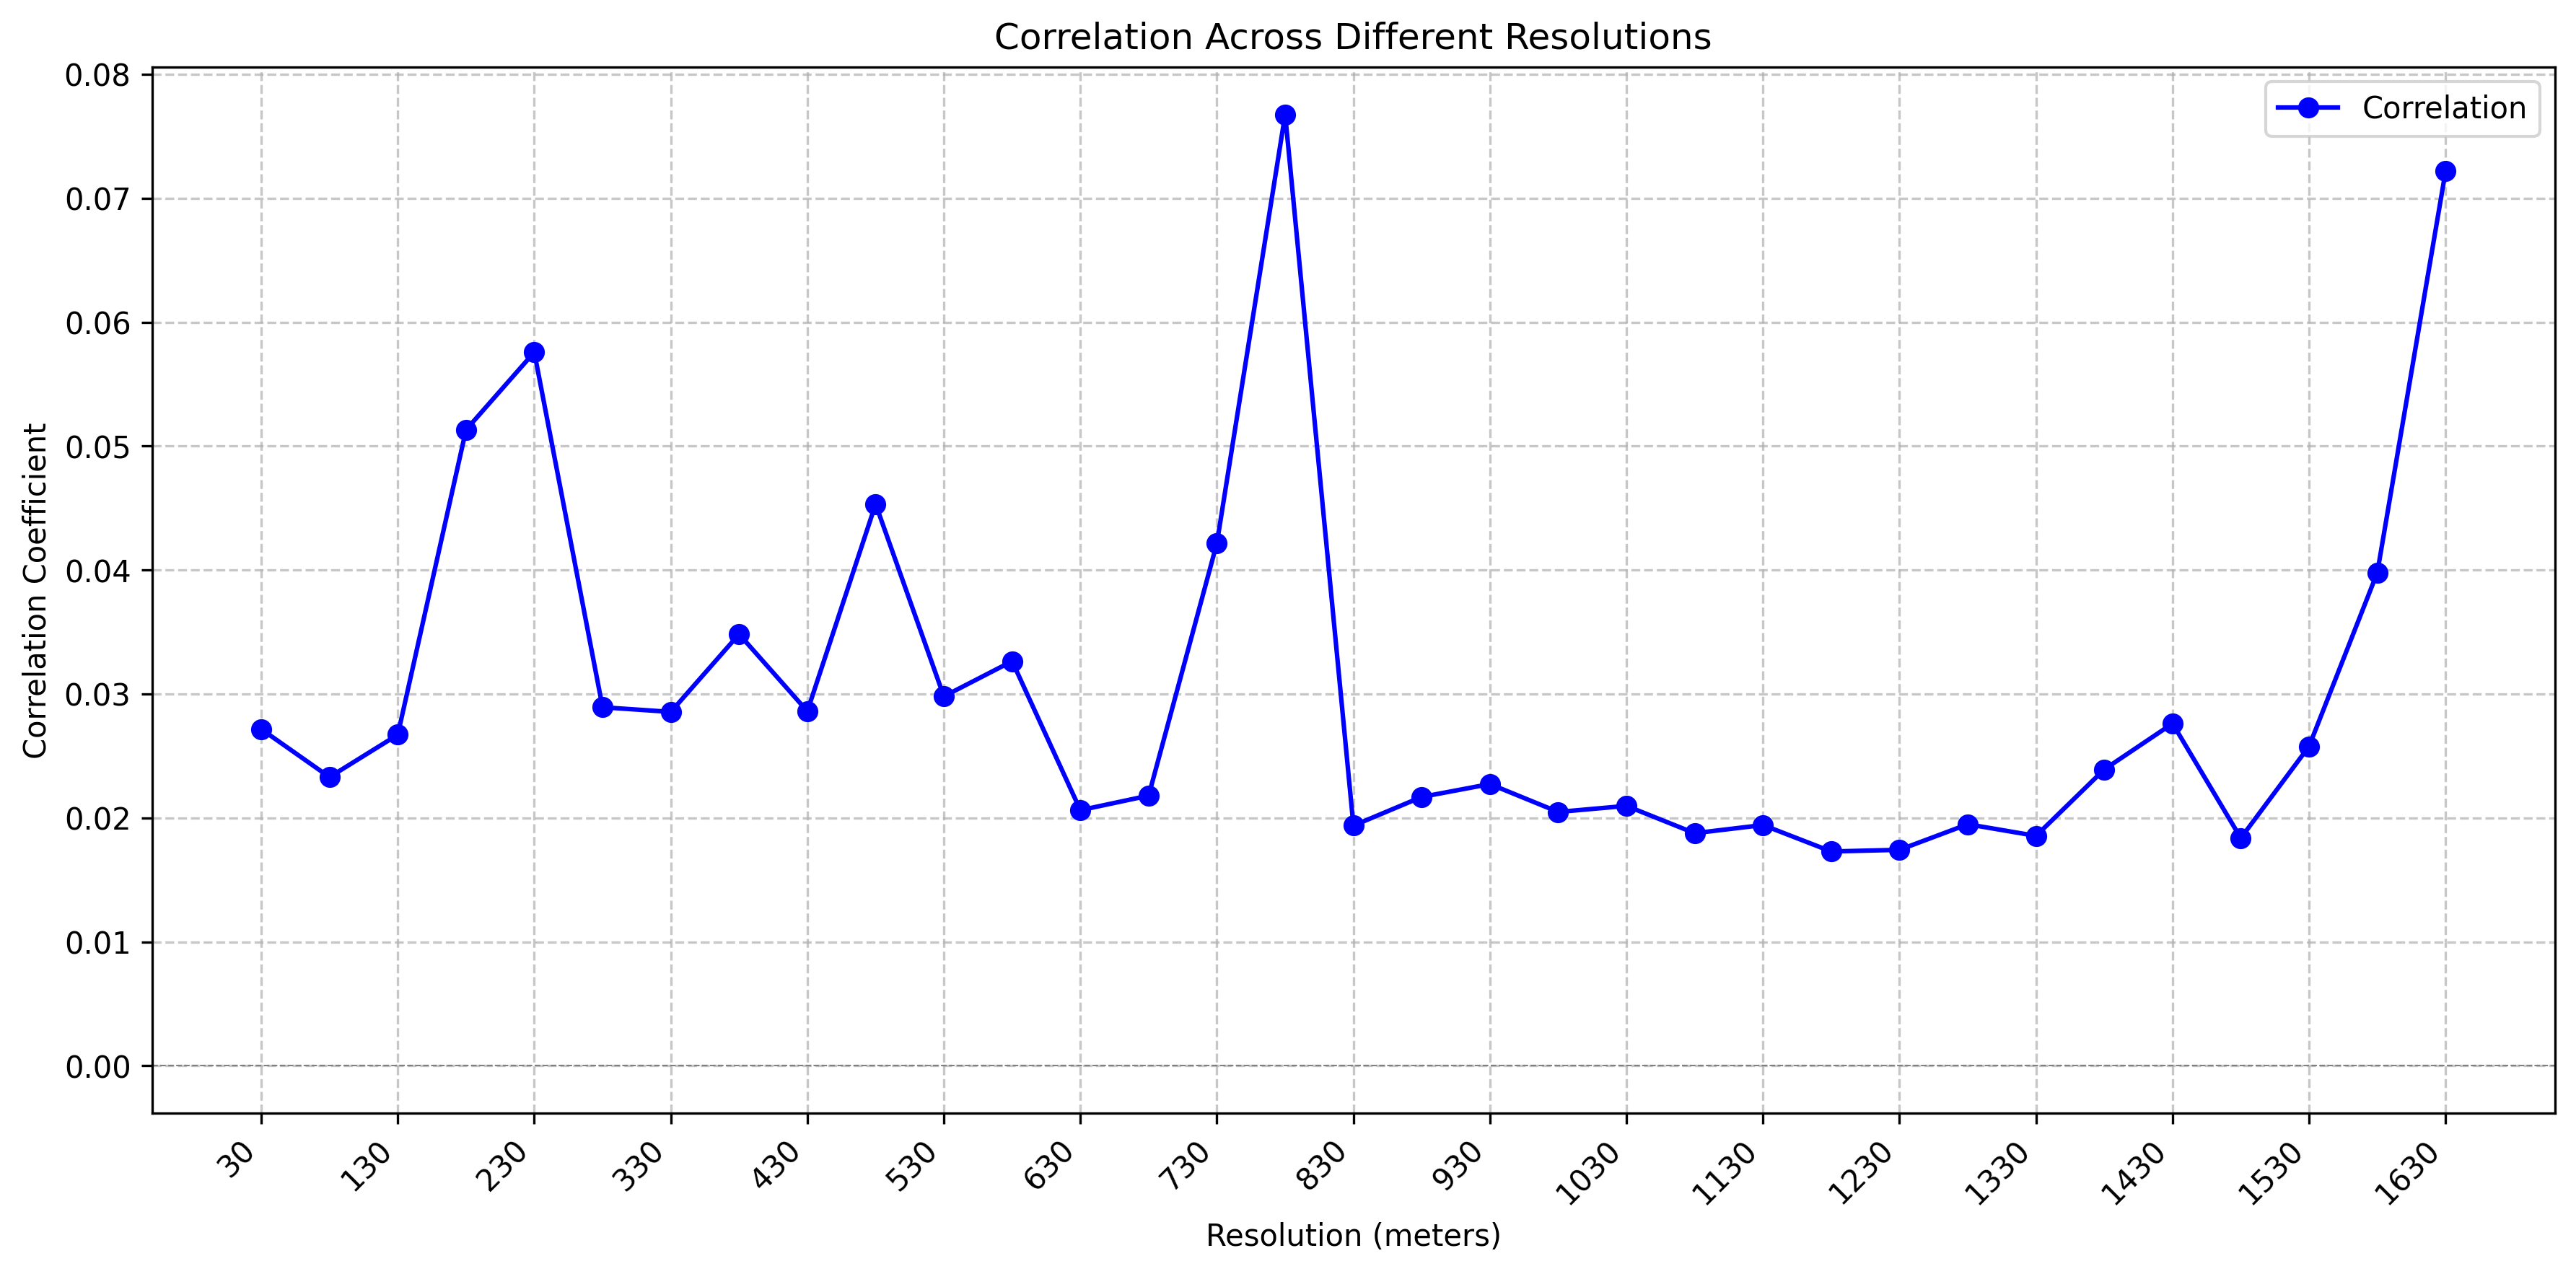 Correlation Across Different Resolutions
Correlation
Correlation Coefficient
0.08
0.07
0.06
0.05
0.04
0.03
0.02
0.01
0.00
30 130 230 330 430 530 630 730 830 930 1030 1130 1230 1330 1430 1530 1630
Resolution (meters)